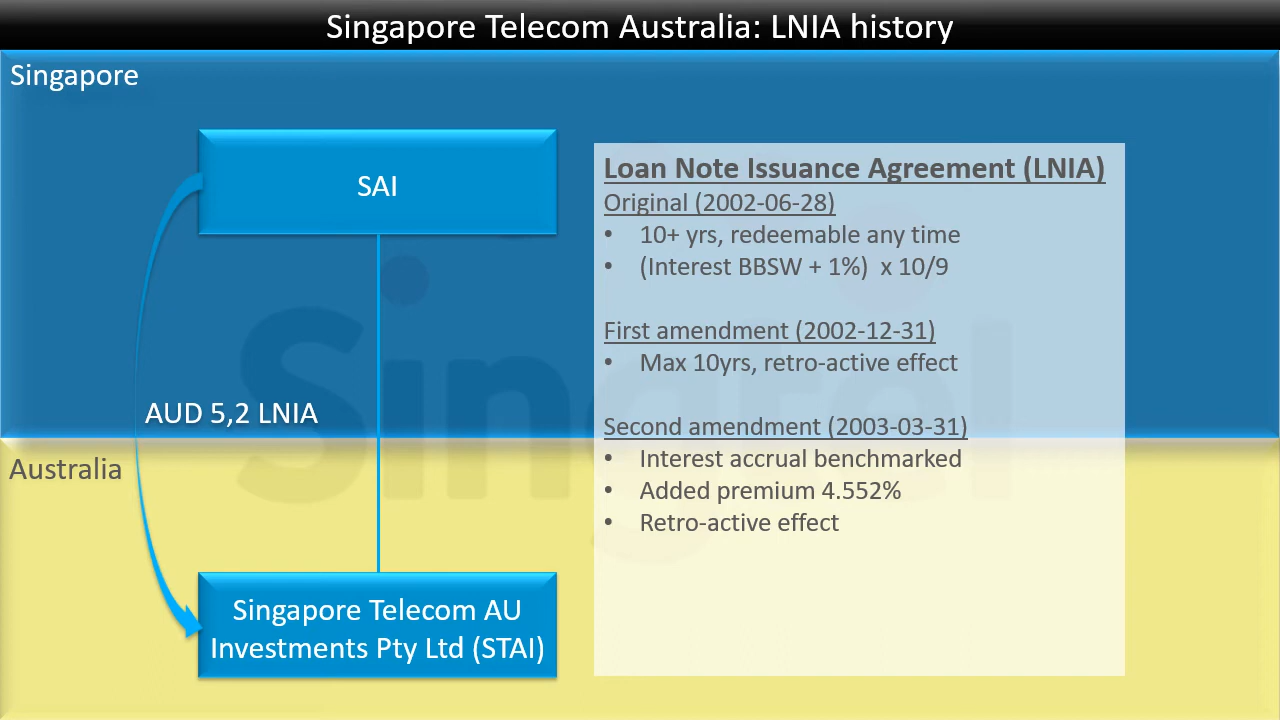 Singapore Telecom Australia: LNIA history
Singapore
SAI
AUD 5,2 LNIA
Australia
Singapore Telecom AU
Investments Pty Ltd (STAI)
Loan Note Issuance Agreement (LNIA)
Original (2002-06-28)
• 10+ yrs, redeemable any time
• (Interest BBSW + 1%) x 10/9
First amendment (2002-12-31)
• Max 10yrs, retro-active effect
Second amendment (2003-03-31)
• Interest accrual benchmarked
• Added premium 4.552%
• Retro-active effect
Singtel